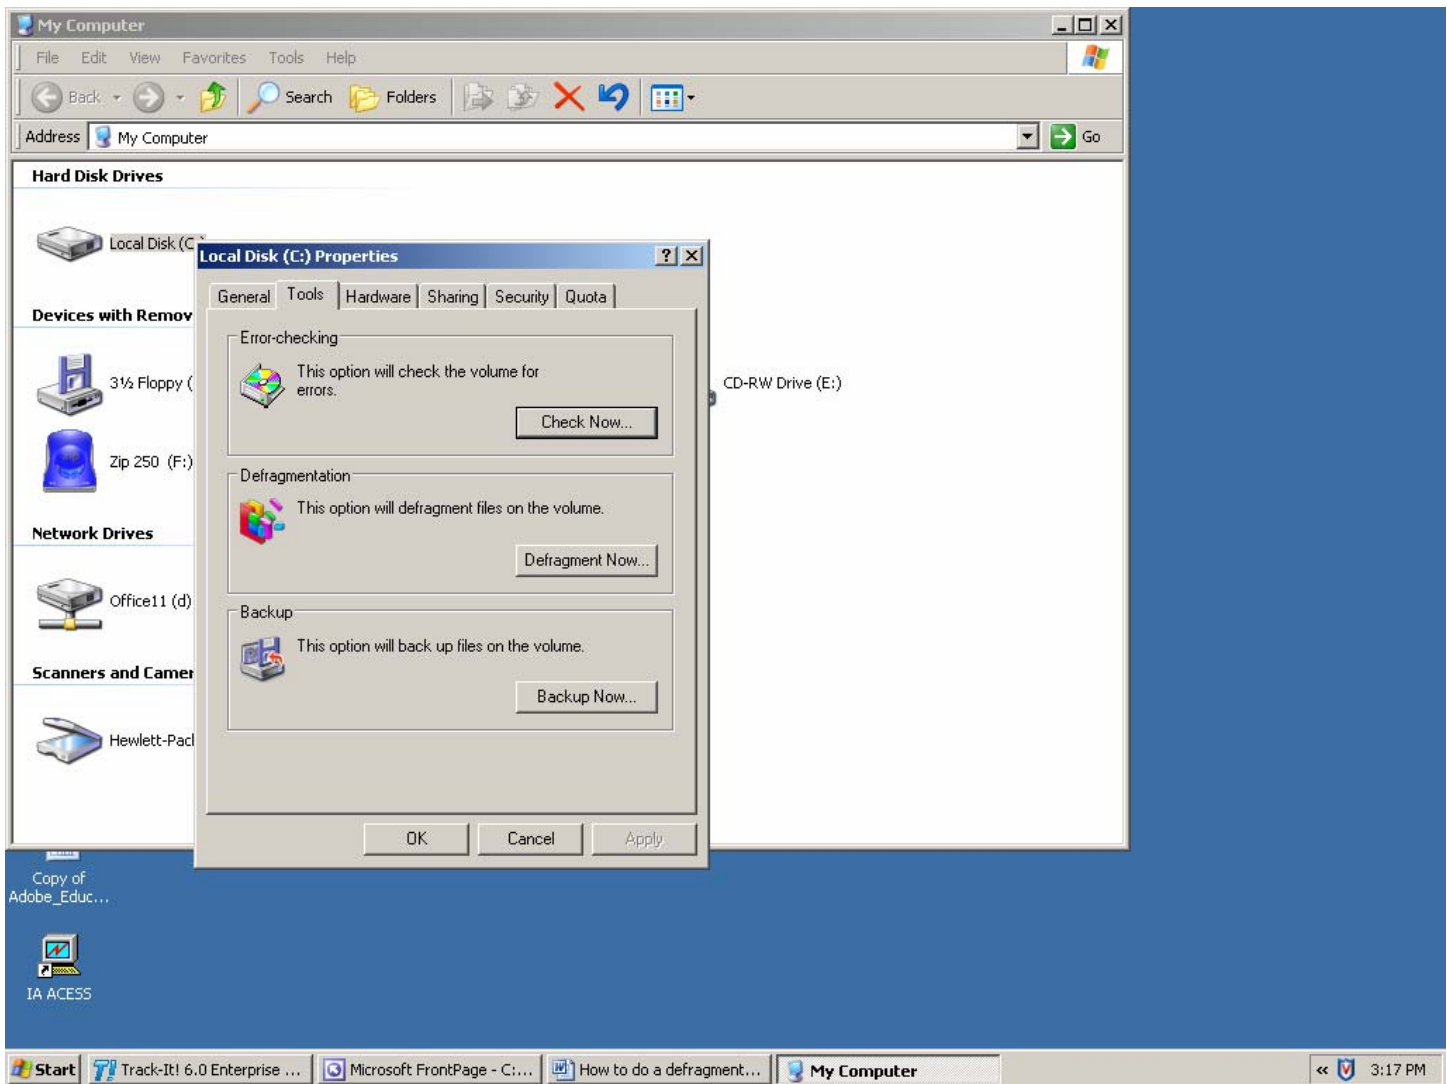 My Computer
File Edit View Favorites Tools Help
Back Search Folders
Address My Computer Go
Hard Disk Drives
Local Disk (C
Devices with Remov
3½ Floppy (
CD-RW Drive (E:)
Zip 250 (F:)
Network Drives
Office11 (d)
Scanners and Camer
Hewlett-Pacl
Local Disk (C:) Properties
General Tools Hardware Sharing Security Quota
Error-checking
This option will check the volume for
errors.
Check Now...
Defragmentation
This option will defragment files on the volume.
Defragment Now...
Backup
This option will back up files on the volume.
Backup Now...
OK Cancel Apply
Copy of
Adobe_Educ...
IA ACESS
Start Track-It! 6.0 Enterprise ... Microsoft FrontPage - C:... How to do a defragment... My Computer « 3:17 PM